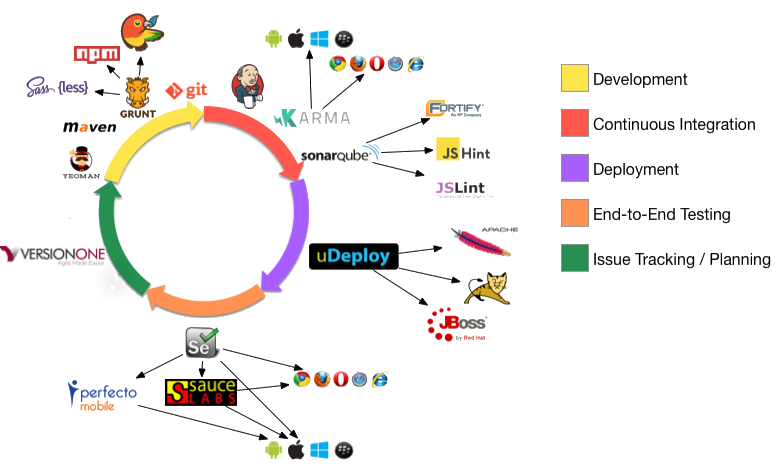 npm
Sass {less}
GRUNT
git
maven
YEOMAN
KARMA
sonarqube
FORTIFY
An HP Company
JS Hint
JSLint
VERSIONONE
Agile Made Easier
uDeploy
APACHE
JBoss
by Red Hat
Se
perfecto
mobile
SAUCE
LABS
Development
Continuous Integration
Deployment
End-to-End Testing
Issue Tracking / Planning